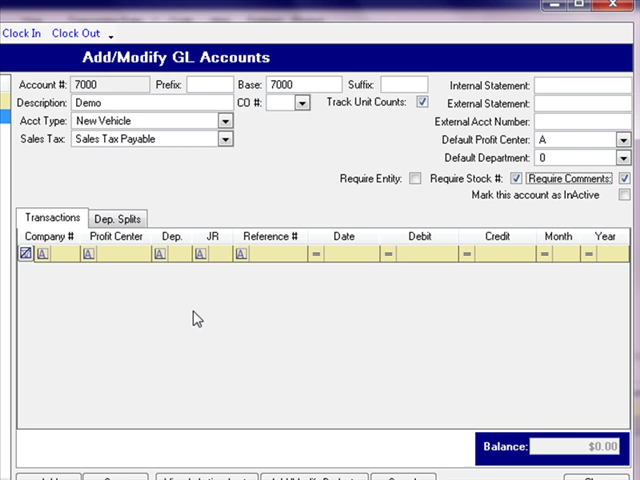 Clock In Clock Out
Add/Modify GL Accounts
Account #: 7000 Prefix: Base: 7000 Suffix: Internal Statement:
Description: Demo CO #: Track Unit Counts: External Statement:
Acct Type: New Vehicle External Acct Number:
Sales Tax: Sales Tax Payable Default Profit Center: A
Default Department: 0
Require Entity: Require Stock #: Require Comments:
Mark this account as InActive
Transactions Dep. Splits
Company # Profit Center Dep. JR Reference # Date Debit Credit Month Year
A A A A A = = = = =
Balance: $0.00